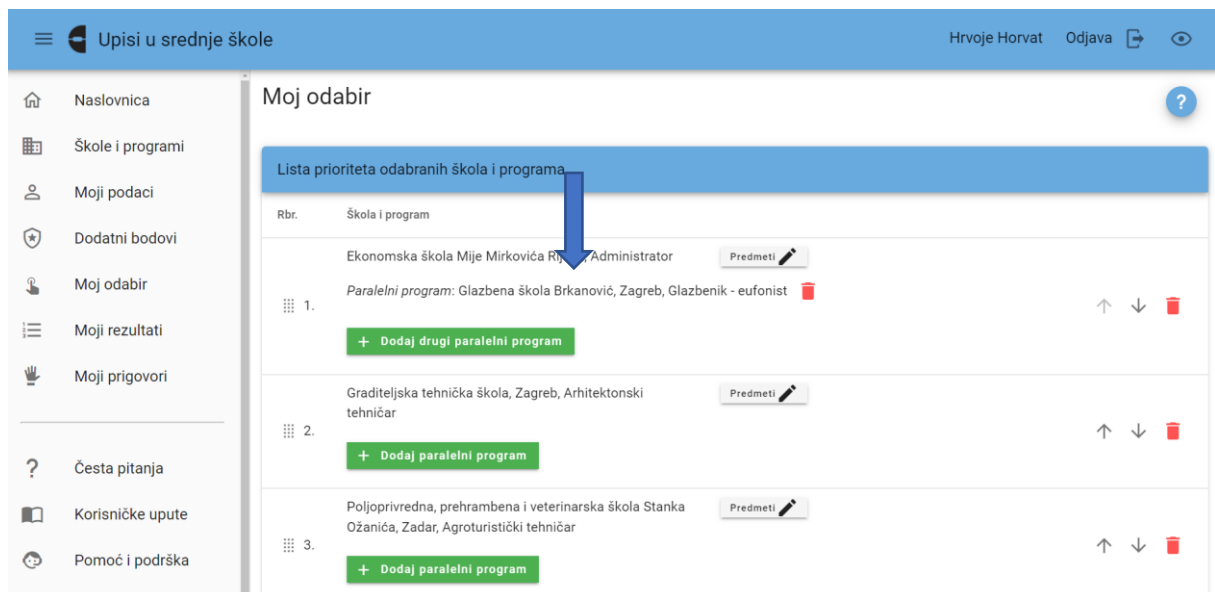 Upisi u srednje škole
Hrvoje Horvat Odjava
Naslovnica
Škole i programi
Moji podaci
Dodatni bodovi
Moj odabir
Moji rezultati
Moji prigovori
Česta pitanja
Korisničke upute
Pomoć i podrška
Moj odabir
?
Lista prioriteta odabranih škola i programa
Rbr. Škola i program
1.
Ekonomska škola Mije Mirkovića Administrator
Predmeti
Paralelni program: Glazbena škola Brkanović, Zagreb, Glazbenik - eufonist
+ Dodaj drugi paralelni program
2.
Graditeljska tehnička škola, Zagreb, Arhitektonski
tehničar
Predmeti
+ Dodaj paralelni program
3.
Poljoprivredna, prehrambena i veterinarska škola Stanka
Ožanića, Zadar, Agroturistički tehničar
Predmeti
+ Dodaj paralelni program